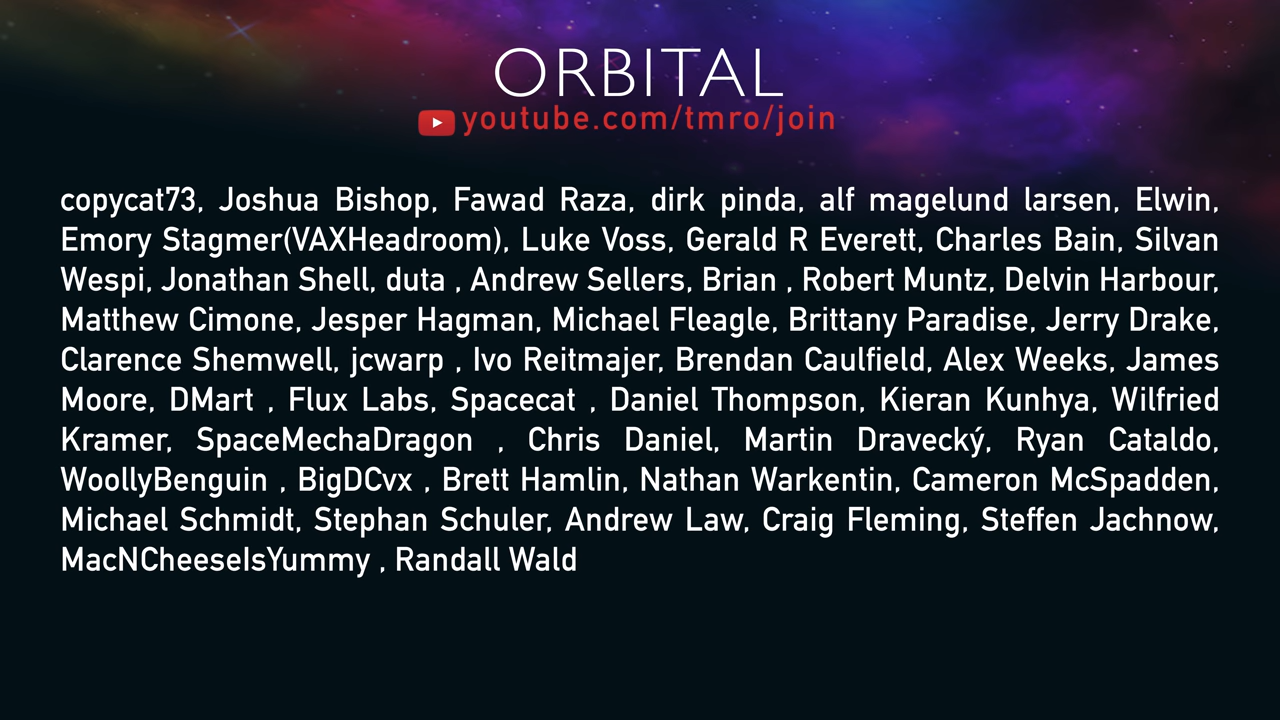 ORBITAL
youtube.com/tmro/join
copycat73, Joshua Bishop, Fawad Raza, dirk pinda, alf magelund larsen, Elwin,
Emory Stagmer(VAXHeadroom), Luke Voss, Gerald R Everett, Charles Bain, Silvan
Wespi, Jonathan Shell, duta , Andrew Sellers, Brian , Robert Muntz, Delvin Harbour,
Matthew Cimone, Jesper Hagman, Michael Fleagle, Brittany Paradise, Jerry Drake,
Clarence Shemwell, jcwarp , Ivo Reitmajer, Brendan Caulfield, Alex Weeks, James
Moore, DMart , Flux Labs, Spacecat , Daniel Thompson, Kieran Kunhya, Wilfried
Kramer, SpaceMechaDragon , Chris Daniel, Martin Dravecký, Ryan Cataldo,
WoollyBenguin , BigDCvx , Brett Hamlin, Nathan Warkentin, Cameron McSpadden,
Michael Schmidt, Stephan Schuler, Andrew Law, Craig Fleming, Steffen Jachnow,
MacNCheeseIsYummy , Randall Wald